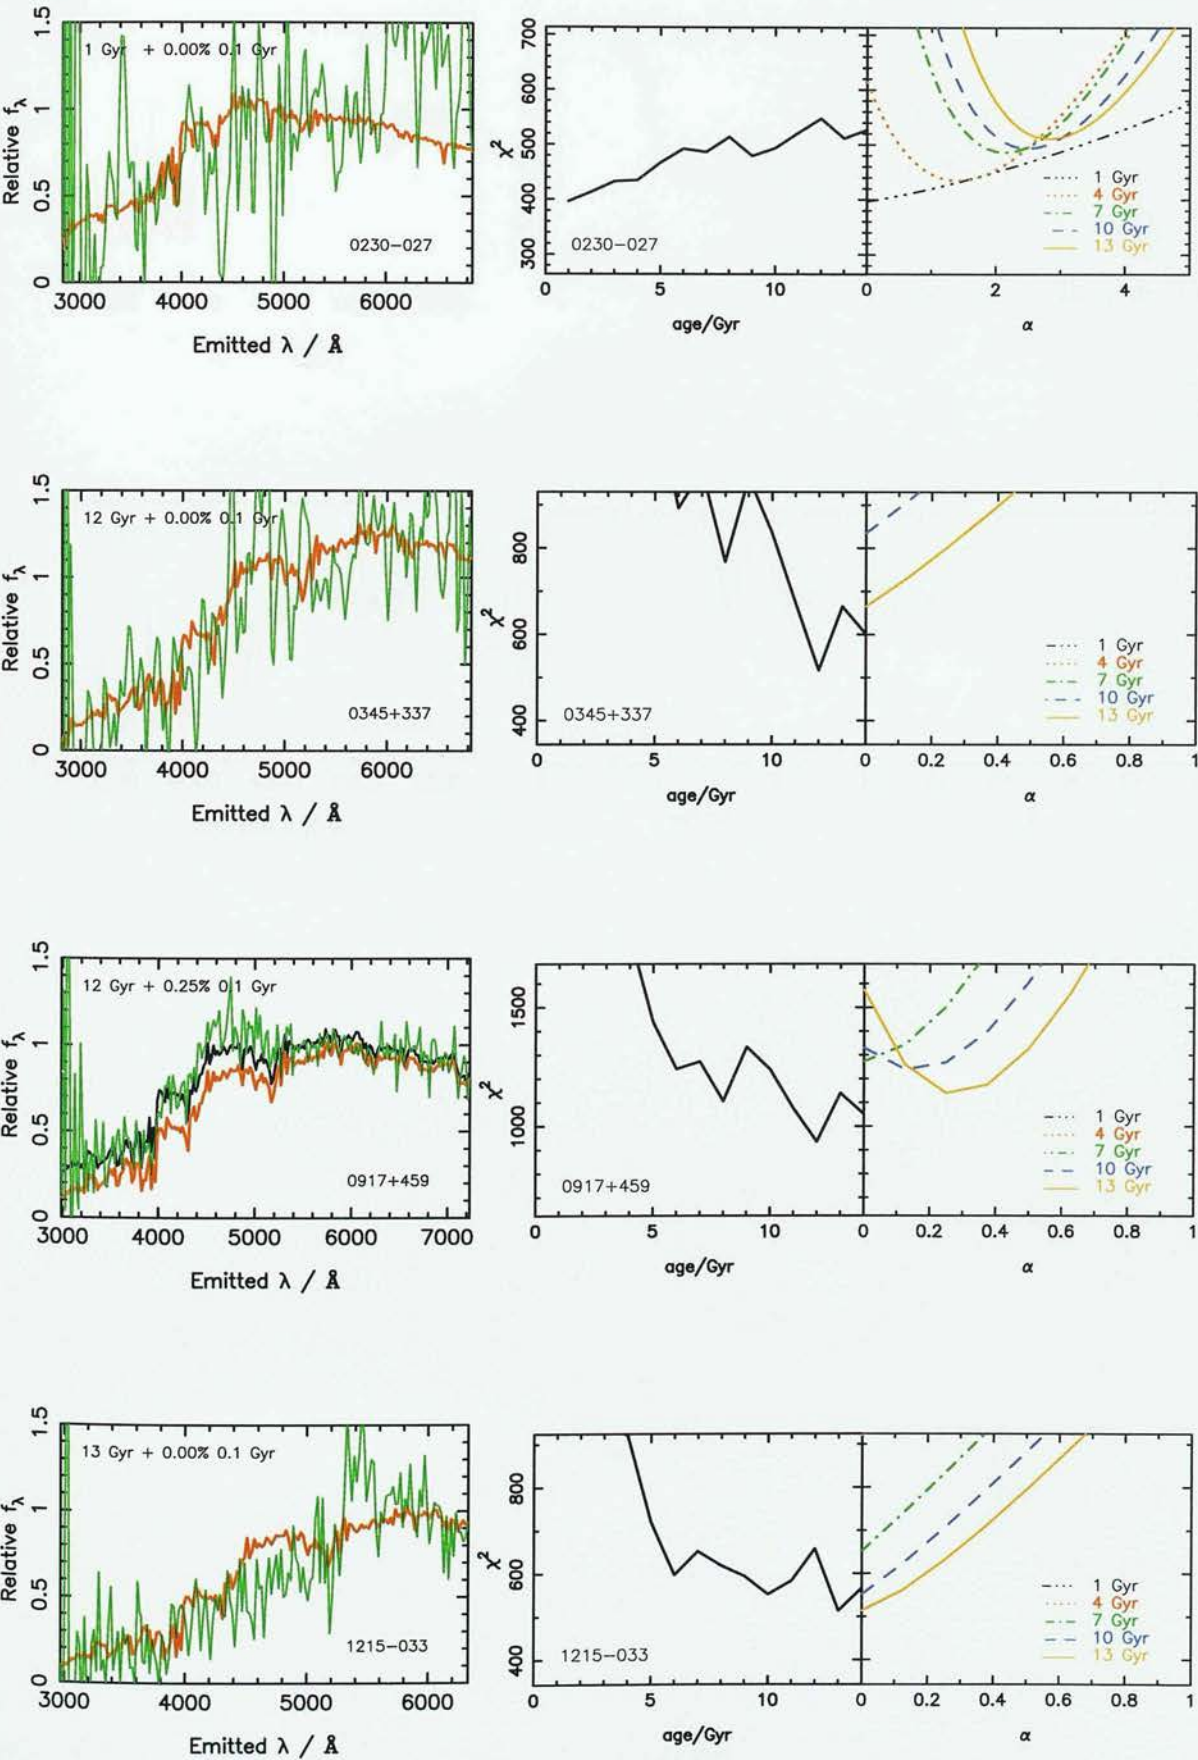 1 Gyr + 0.00% 0.1 Gyr
Relative fλ
0 0.5 1 1.5
0230−027
3000 4000 5000 6000
Emitted λ / Å
χ²
300 400 500 600 700
0230−027
0 5 10
age/Gyr
1 Gyr
4 Gyr
7 Gyr
10 Gyr
13 Gyr
0 2 4
α
12 Gyr + 0.00% 0.1 Gyr
Relative fλ
0 0.5 1 1.5
0345+337
3000 4000 5000 6000
Emitted λ / Å
χ²
400 600 800
0345+337
0 5 10
age/Gyr
1 Gyr
4 Gyr
7 Gyr
10 Gyr
13 Gyr
0 0.2 0.4 0.6 0.8 1
α
12 Gyr + 0.25% 0.1 Gyr
Relative fλ
0 0.5 1 1.5
0917+459
3000 4000 5000 6000 7000
Emitted λ / Å
χ²
1000 1500
0917+459
0 5 10
age/Gyr
1 Gyr
4 Gyr
7 Gyr
10 Gyr
13 Gyr
0 0.2 0.4 0.6 0.8 1
α
13 Gyr + 0.00% 0.1 Gyr
Relative fλ
0 0.5 1 1.5
1215−033
3000 4000 5000 6000
Emitted λ / Å
χ²
400 600 800
1215−033
0 5 10
age/Gyr
1 Gyr
4 Gyr
7 Gyr
10 Gyr
13 Gyr
0 0.2 0.4 0.6 0.8 1
α